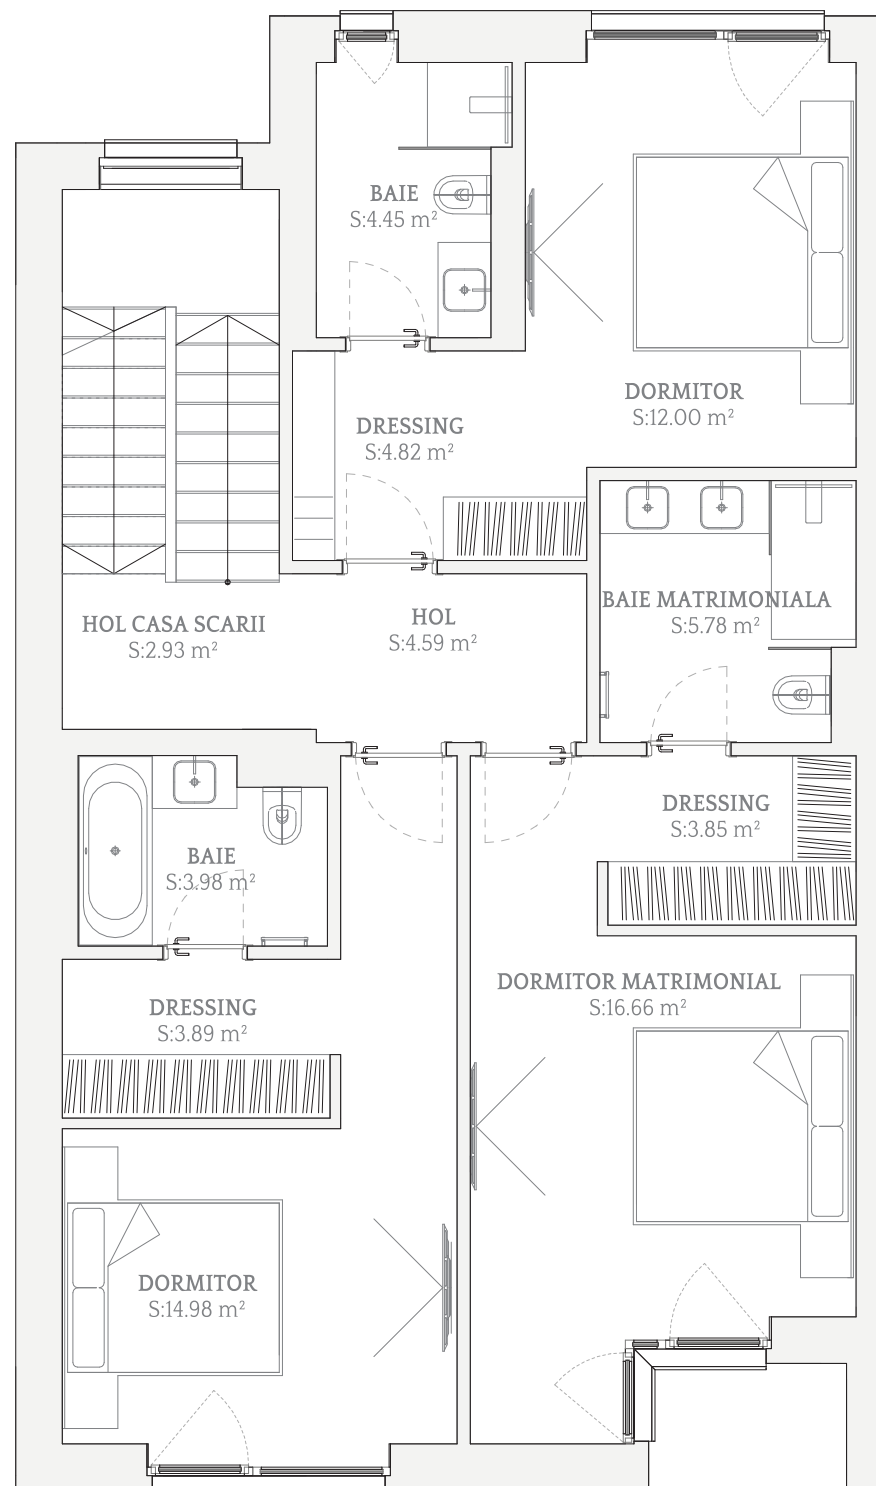 BAIE
S:4.45 m²
DORMITOR
S:12.00 m²
DRESSING
S:4.82 m²
BAIE MATRIMONIALA
S:5.78 m²
HOL CASA SCARII
S:2.93 m²
HOL
S:4.59 m²
DRESSING
S:3.85 m²
BAIE
S:3.98 m²
DORMITOR MATRIMONIAL
S:16.66 m²
DRESSING
S:3.89 m²
DORMITOR
S:14.98 m²